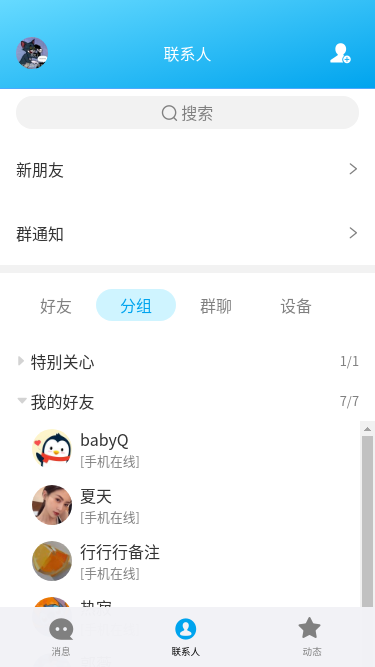 联系人
搜索
新朋友
群通知
好友 分组 群聊 设备
特别关心 1/1
我的好友 7/7
babyQ
[手机在线]
夏天
[手机在线]
行行行备注
[手机在线]
消息 联系人 动态